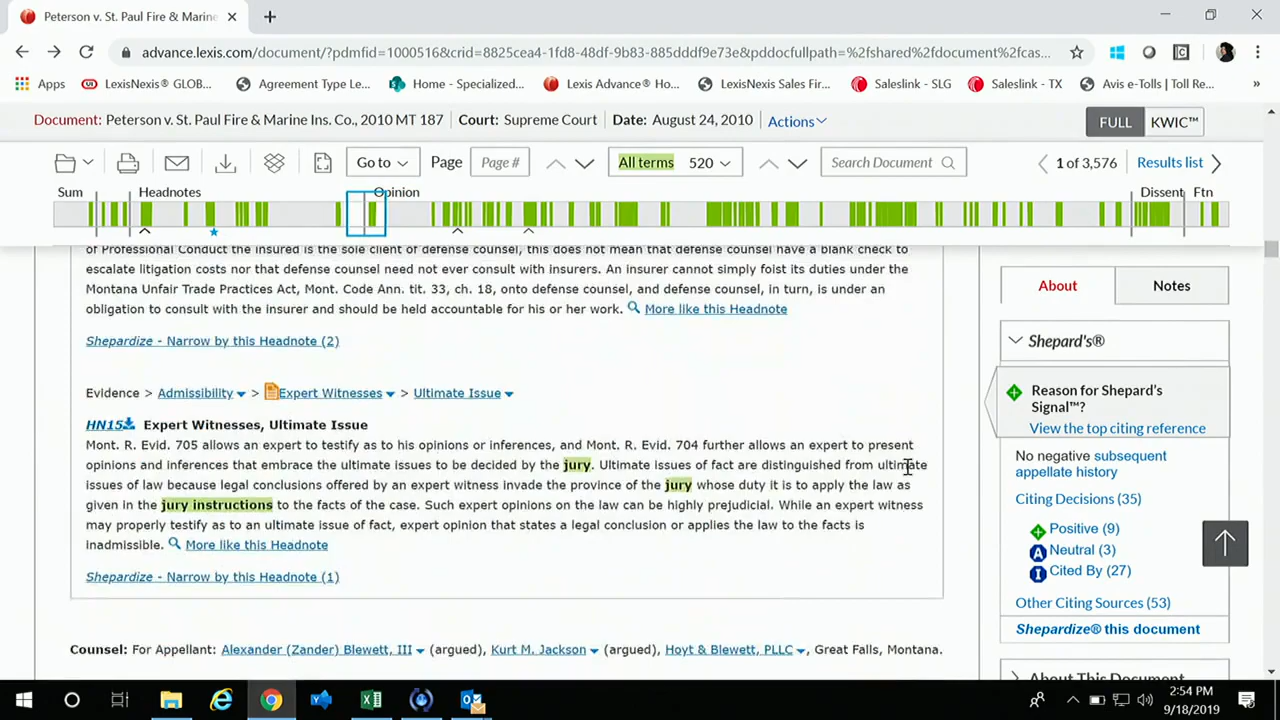 Peterson v. St. Paul Fire & Marine
advance.lexis.com/document/?pdmfid=1000516&crid=8825cea4-1fd8-48df-9b83-885dddf9e73e&pddocfullpath=%2fshared%2fdocument%2fcas...
Apps LexisNexis® GLOB... Agreement Type Le... Home - Specialized... Lexis Advance® Ho... LexisNexis Sales Fir... Saleslink - SLG Saleslink - TX Avis e-Tolls | Toll Re... »
Document: Peterson v. St. Paul Fire & Marine Ins. Co., 2010 MT 187 Court: Supreme Court Date: August 24, 2010 Actions FULL KWIC™
Go to Page Page # All terms 520 Search Document 1 of 3,576 Results list
Sum Headnotes Opinion Dissent Ftn
of Professional Conduct the insured is the sole client of defense counsel, this does not mean that defense counsel have a blank check to
escalate litigation costs nor that defense counsel need not ever consult with insurers. An insurer cannot simply foist its duties under the
Montana Unfair Trade Practices Act, Mont. Code Ann. tit. 33, ch. 18, onto defense counsel, and defense counsel, in turn, is under an
obligation to consult with the insurer and should be held accountable for his or her work. More like this Headnote
Shepardize - Narrow by this Headnote (2)
Evidence > Admissibility > Expert Witnesses > Ultimate Issue
HN15 Expert Witnesses, Ultimate Issue
Mont. R. Evid. 705 allows an expert to testify as to his opinions or inferences, and Mont. R. Evid. 704 further allows an expert to present
opinions and inferences that embrace the ultimate issues to be decided by the jury. Ultimate issues of fact are distinguished from ultimate
issues of law because legal conclusions offered by an expert witness invade the province of the jury whose duty it is to apply the law as
given in the jury instructions to the facts of the case. Such expert opinions on the law can be highly prejudicial. While an expert witness
may properly testify as to an ultimate issue of fact, expert opinion that states a legal conclusion or applies the law to the facts is
inadmissible. More like this Headnote
Shepardize - Narrow by this Headnote (1)
Counsel: For Appellant: Alexander (Zander) Blewett, III (argued), Kurt M. Jackson (argued), Hoyt & Blewett, PLLC, Great Falls, Montana.
About Notes
Shepard's®
Reason for Shepard's
Signal™?
View the top citing reference
No negative subsequent
appellate history
Citing Decisions (35)
Positive (9)
A Neutral (3)
I Cited By (27)
Other Citing Sources (53)
Shepardize® this document
About This Document
2:54 PM
9/18/2019